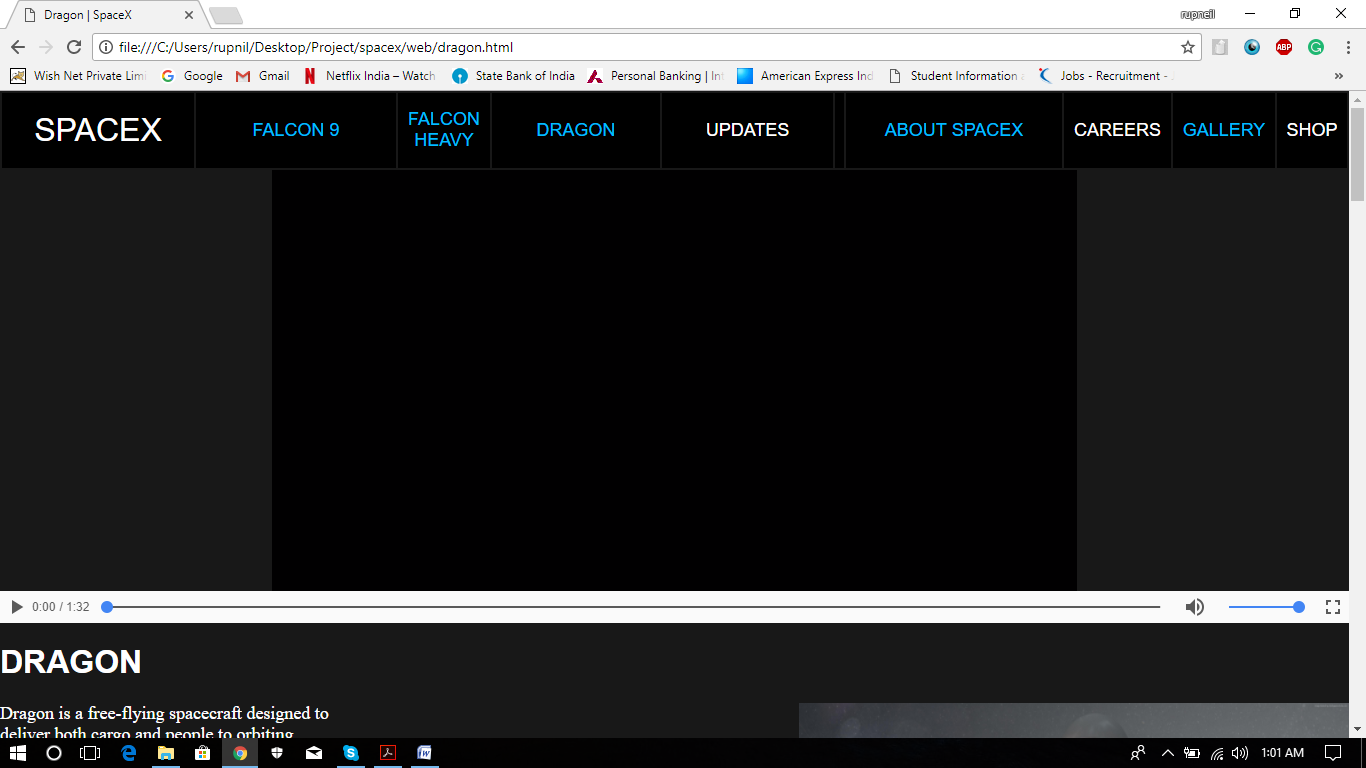 Dragon | SpaceX
rupneil
file:///C:/Users/rupnil/Desktop/Project/spacex/web/dragon.html
ABP
Wish Net Private Limi Google Gmail Netflix India – Watch State Bank of India Personal Banking | Int American Express Ind Student Information a Jobs - Recruitment - »
SPACEX FALCON 9 FALCON HEAVY DRAGON UPDATES ABOUT SPACEX CAREERS GALLERY SHOP
0:00 / 1:32
DRAGON
Dragon is a free-flying spacecraft designed to
deliver both cargo and people to orbiting
1:01 AM